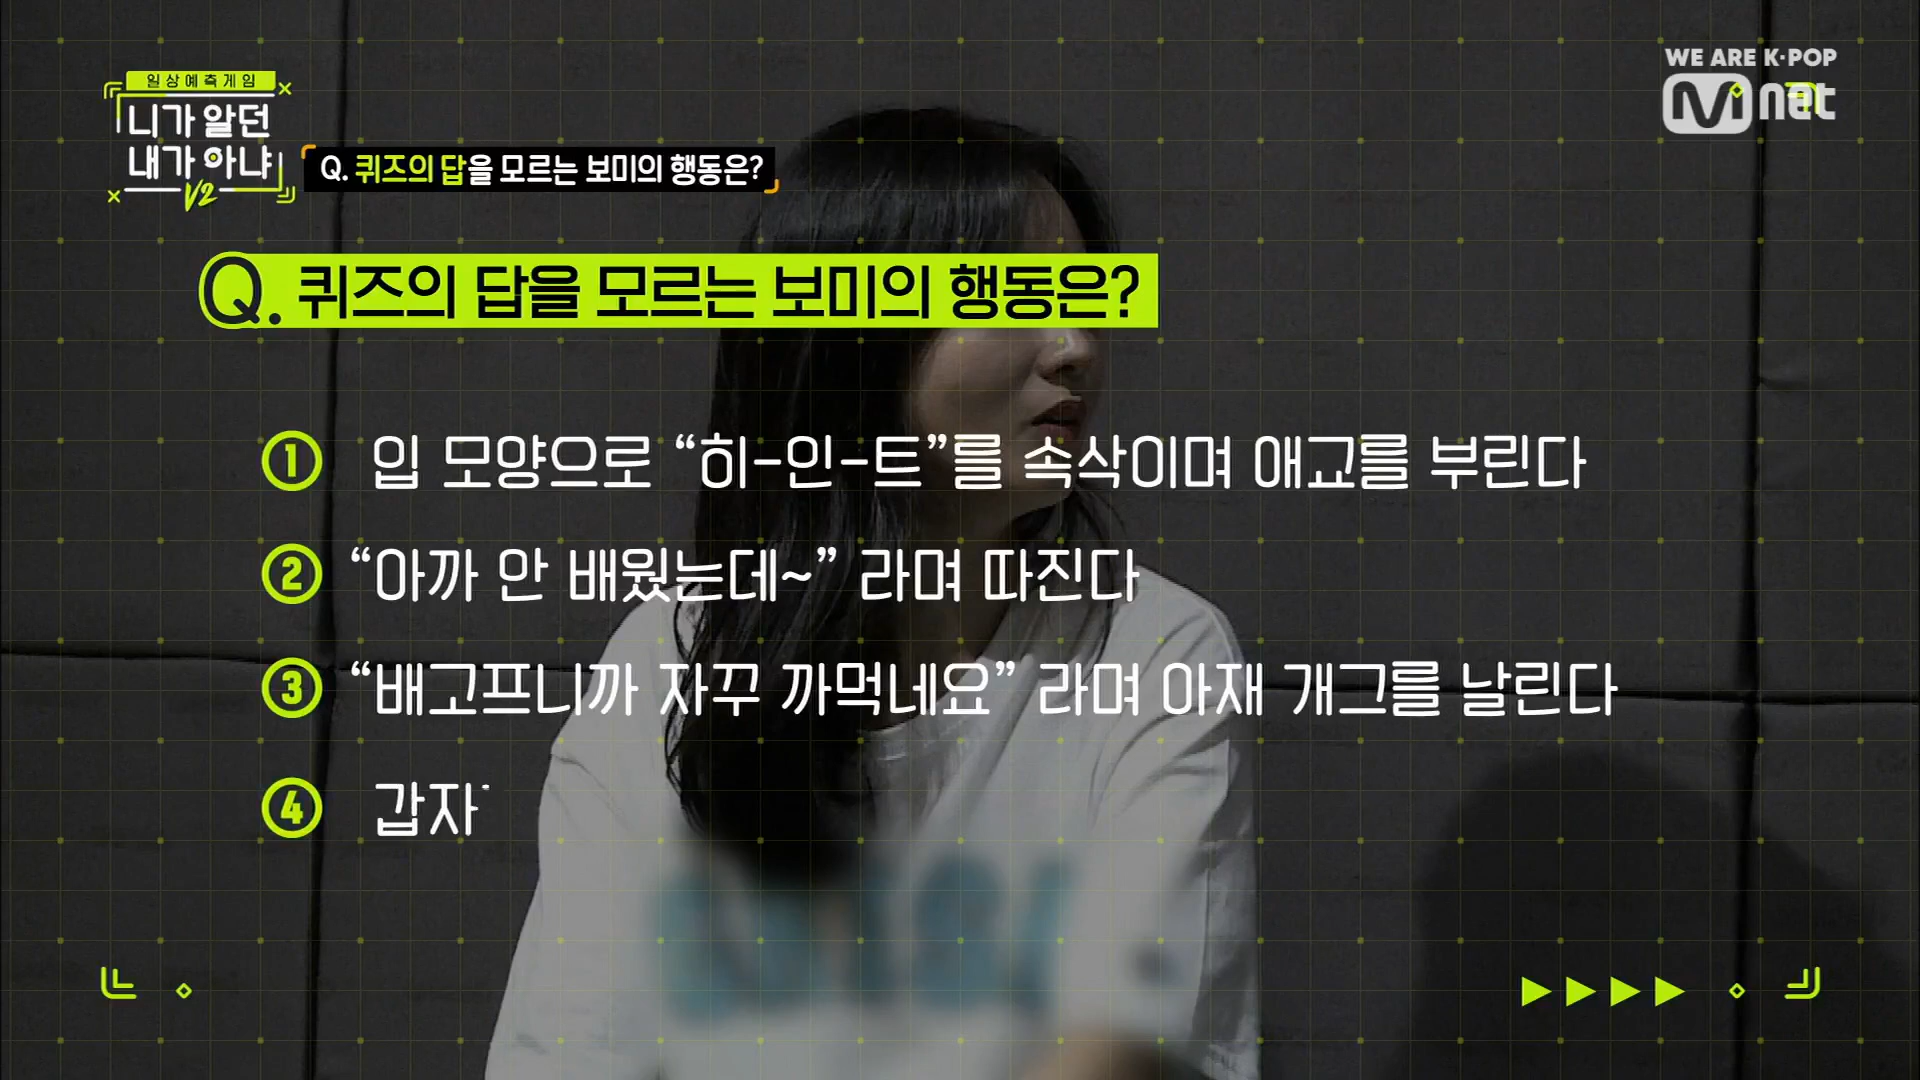 일상예측게임
니가 알던
내가 아냐
V2
WE ARE K-POP
Mnet
Q. 퀴즈의 답을 모르는 보미의 행동은?
Q. 퀴즈의 답을 모르는 보미의 행동은?
① 입 모양으로 “히-인-트”를 속삭이며 애교를 부린다
② “아까 안 배웠는데~” 라며 따진다
③ “배고프니까 자꾸 까먹네요” 라며 아재 개그를 날린다
④ 갑자